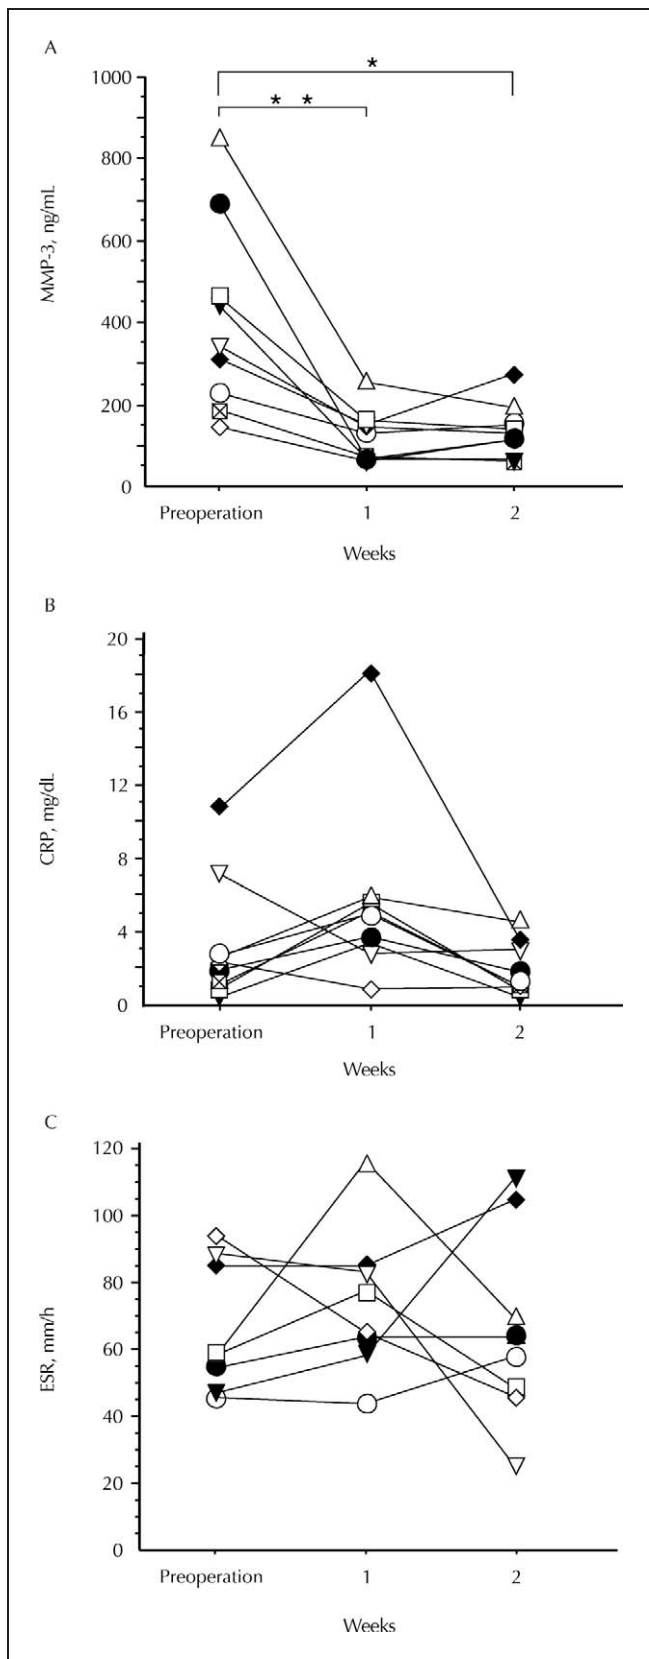 A
1000
800
600
400
200
0
MMP-3, ng/mL
*
* *
Preoperation 1 2
Weeks
B
20
16
12
8
4
0
CRP, mg/dL
Preoperation 1 2
Weeks
C
120
100
80
60
40
20
0
ESR, mm/h
Preoperation 1 2
Weeks